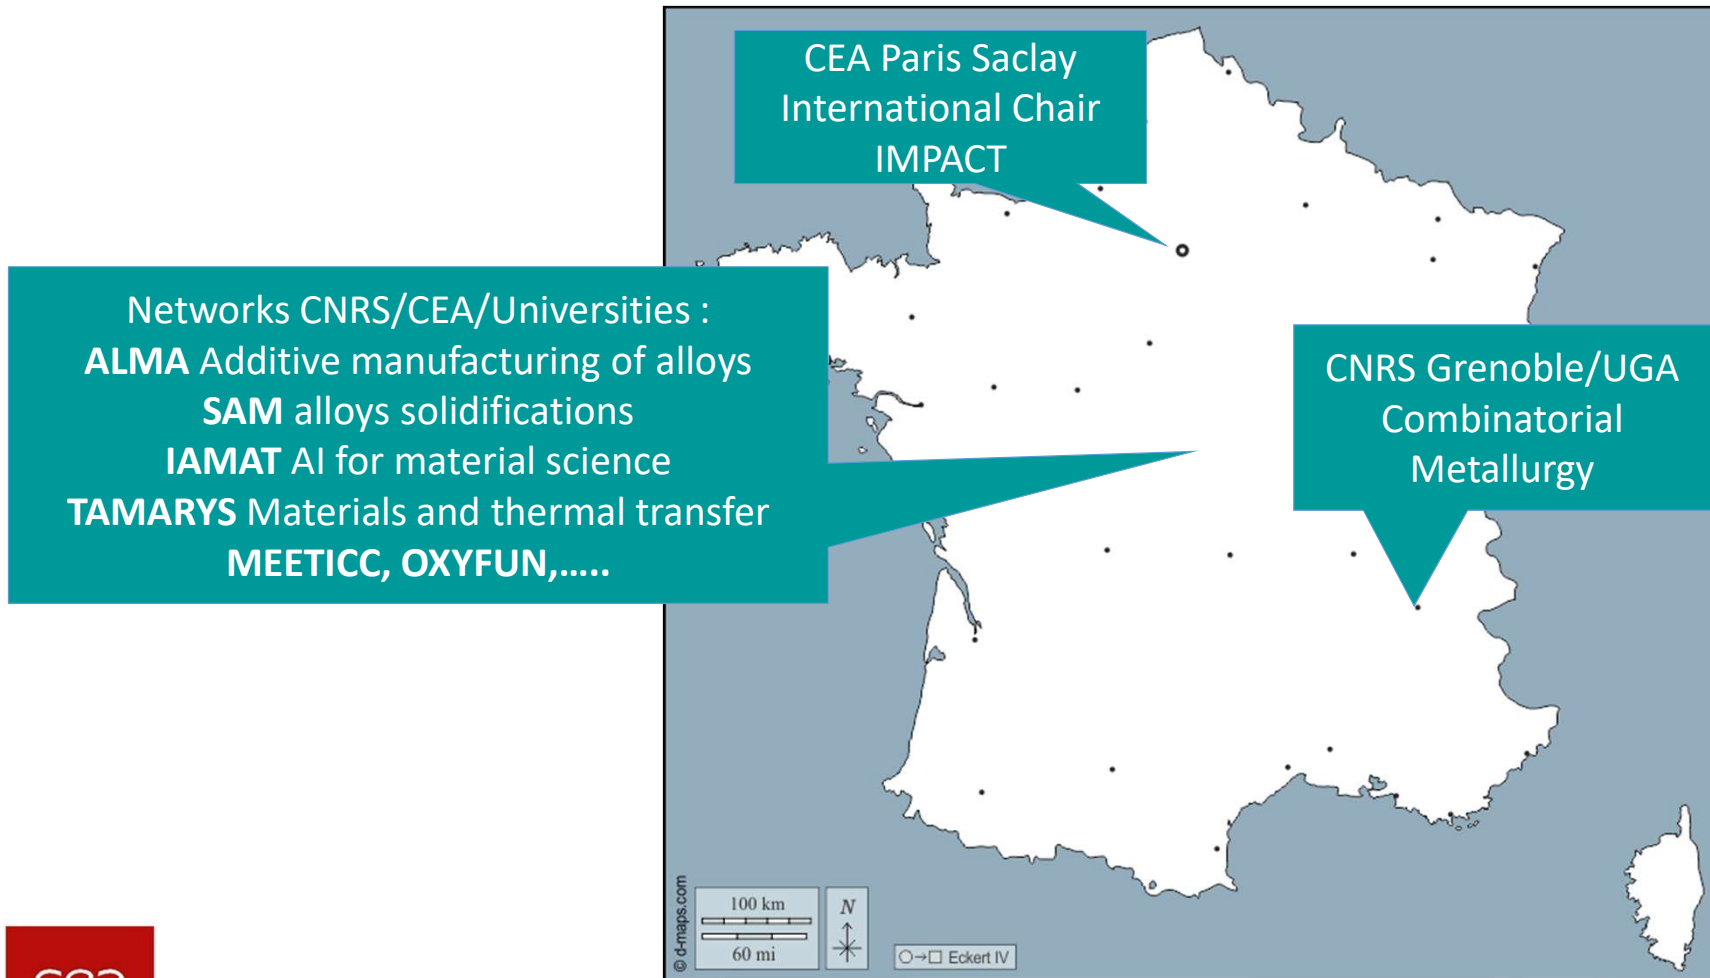 CEA Paris Saclay
International Chair
IMPACT
Networks CNRS/CEA/Universities :
ALMA Additive manufacturing of alloys
SAM alloys solidifications
IAMAT AI for material science
TAMARYS Materials and thermal transfer
MEETICC, OXYFUN,.....
CNRS Grenoble/UGA
Combinatorial
Metallurgy
© d-maps.com
100 km
60 mi
N
Eckert IV